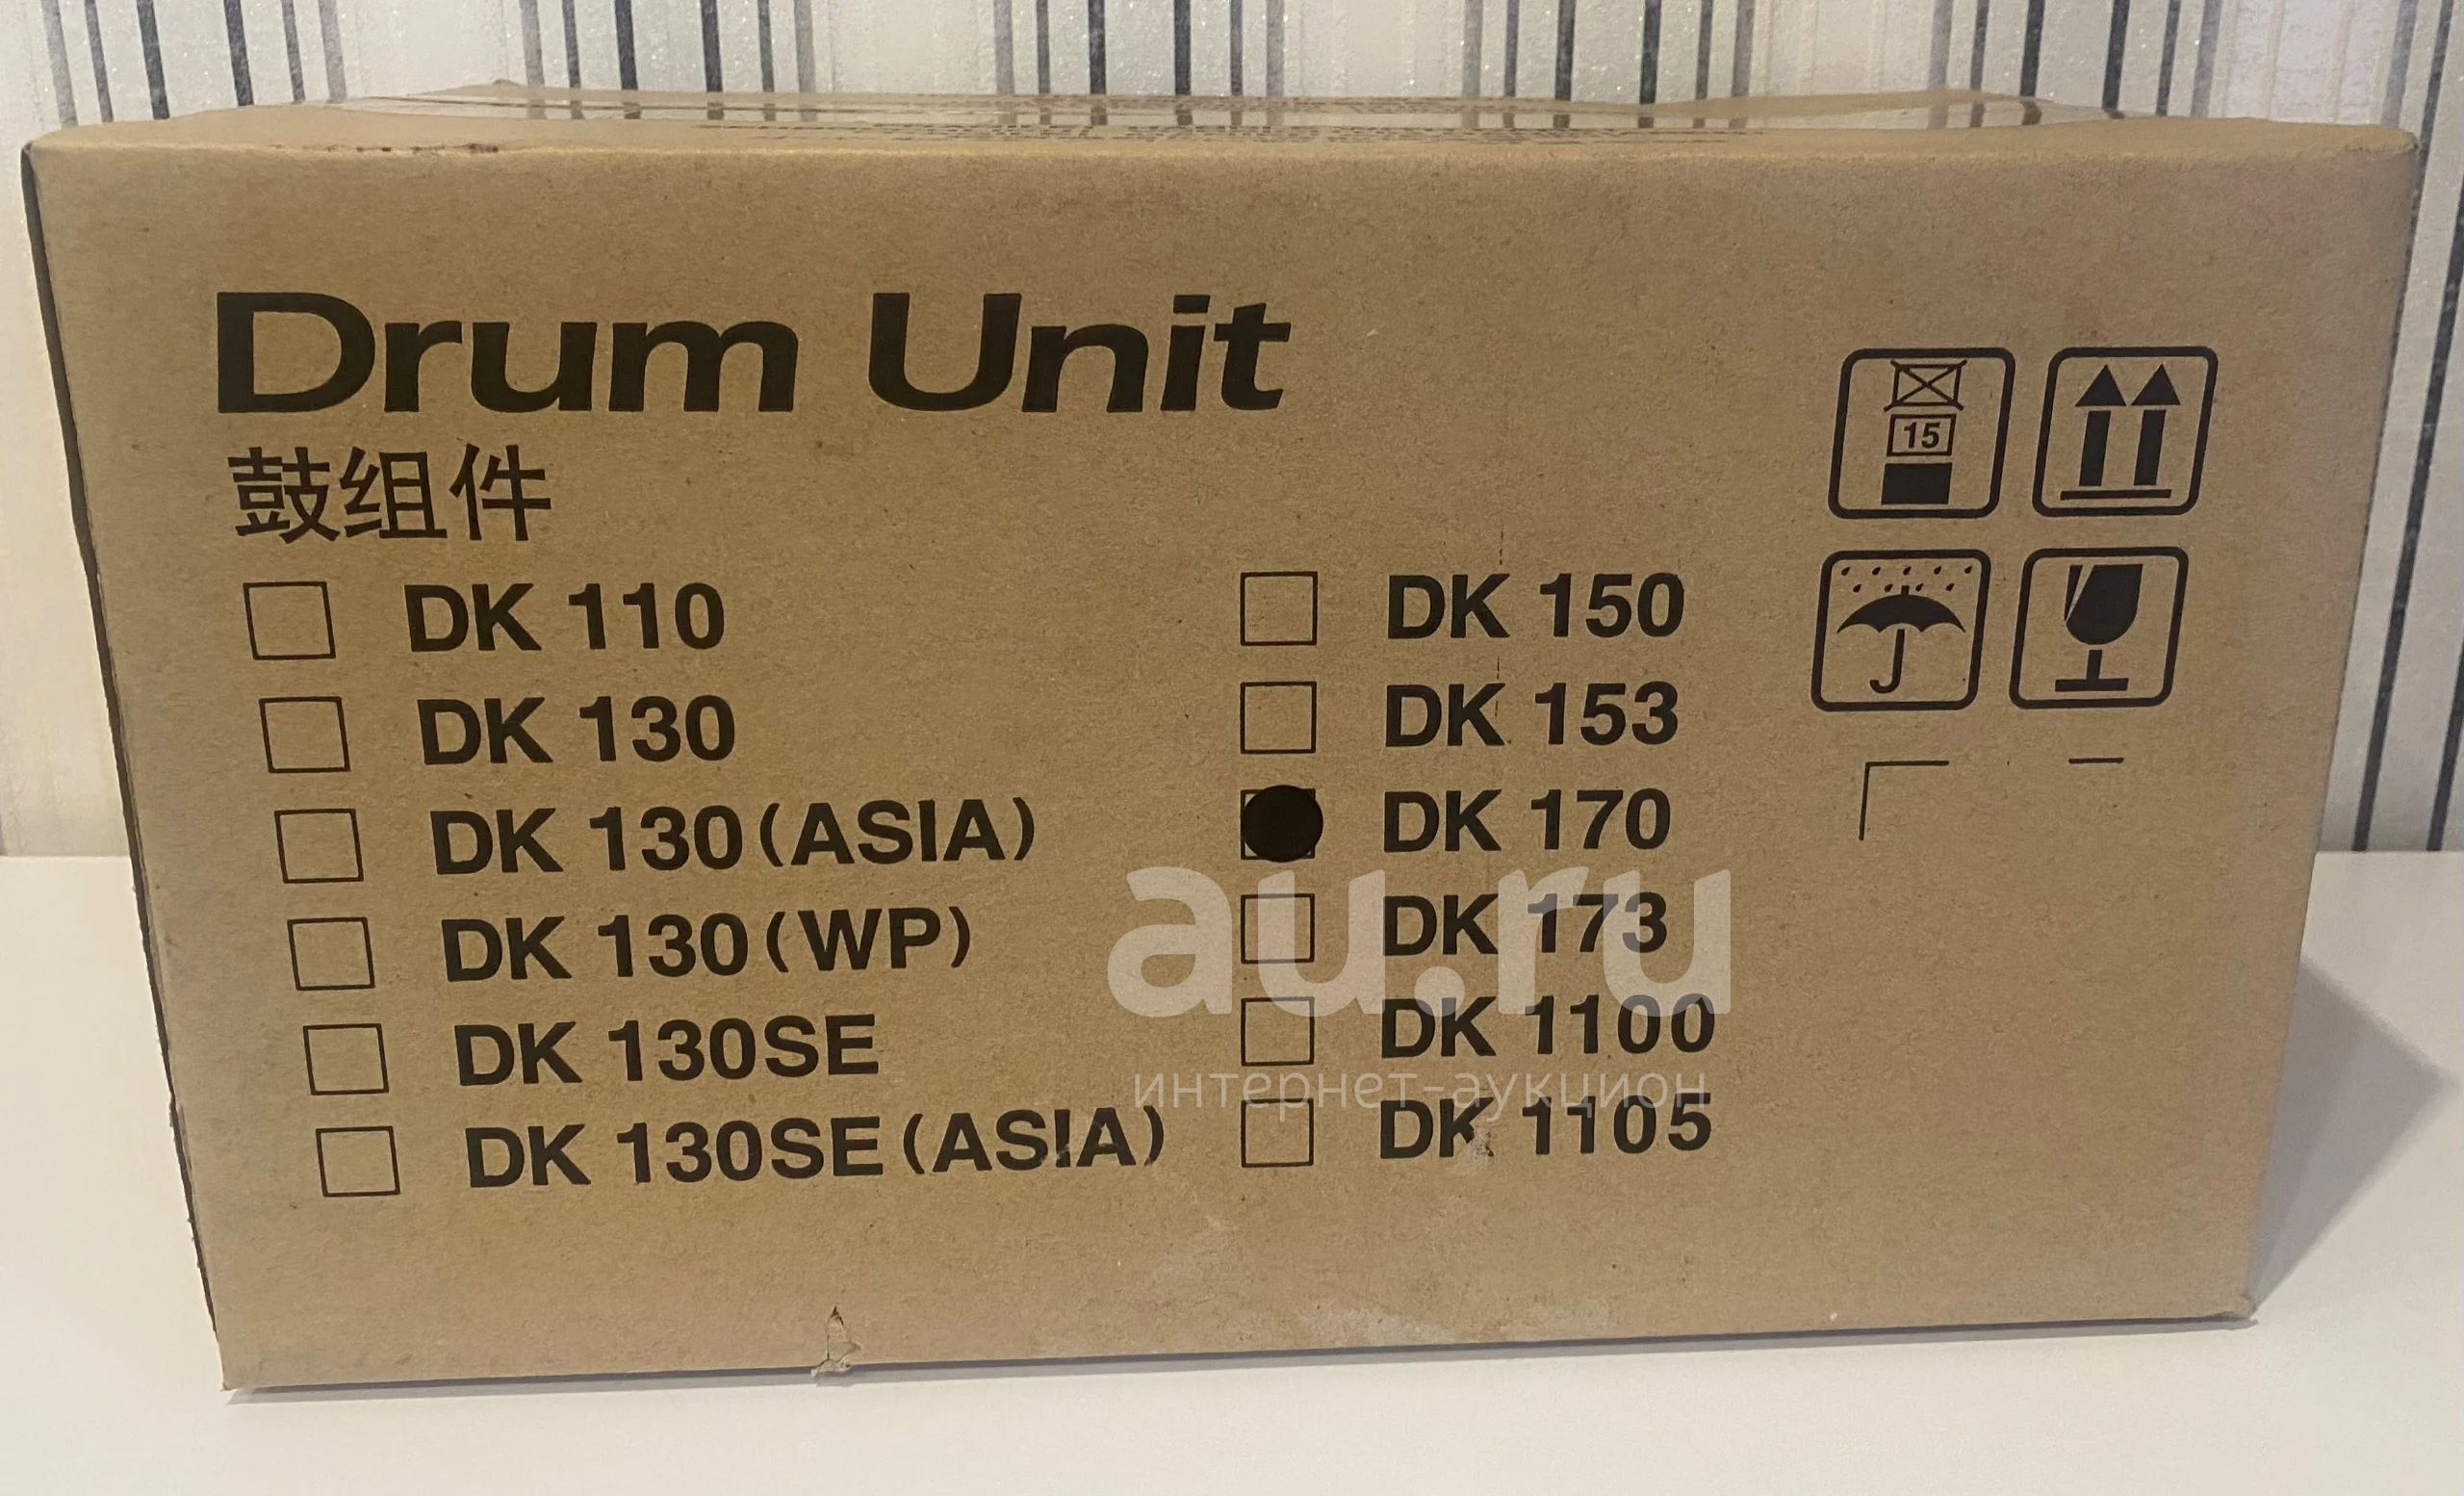 Drum Unit
鼓组件
DK 110
DK 130
DK 130(ASIA)
DK 130(WP)
DK 130SE
DK 130SE(ASIA)
DK 150
DK 153
DK 170
DK 173
DK 1100
DK 1105
15
au.ru
интернет-аукцион